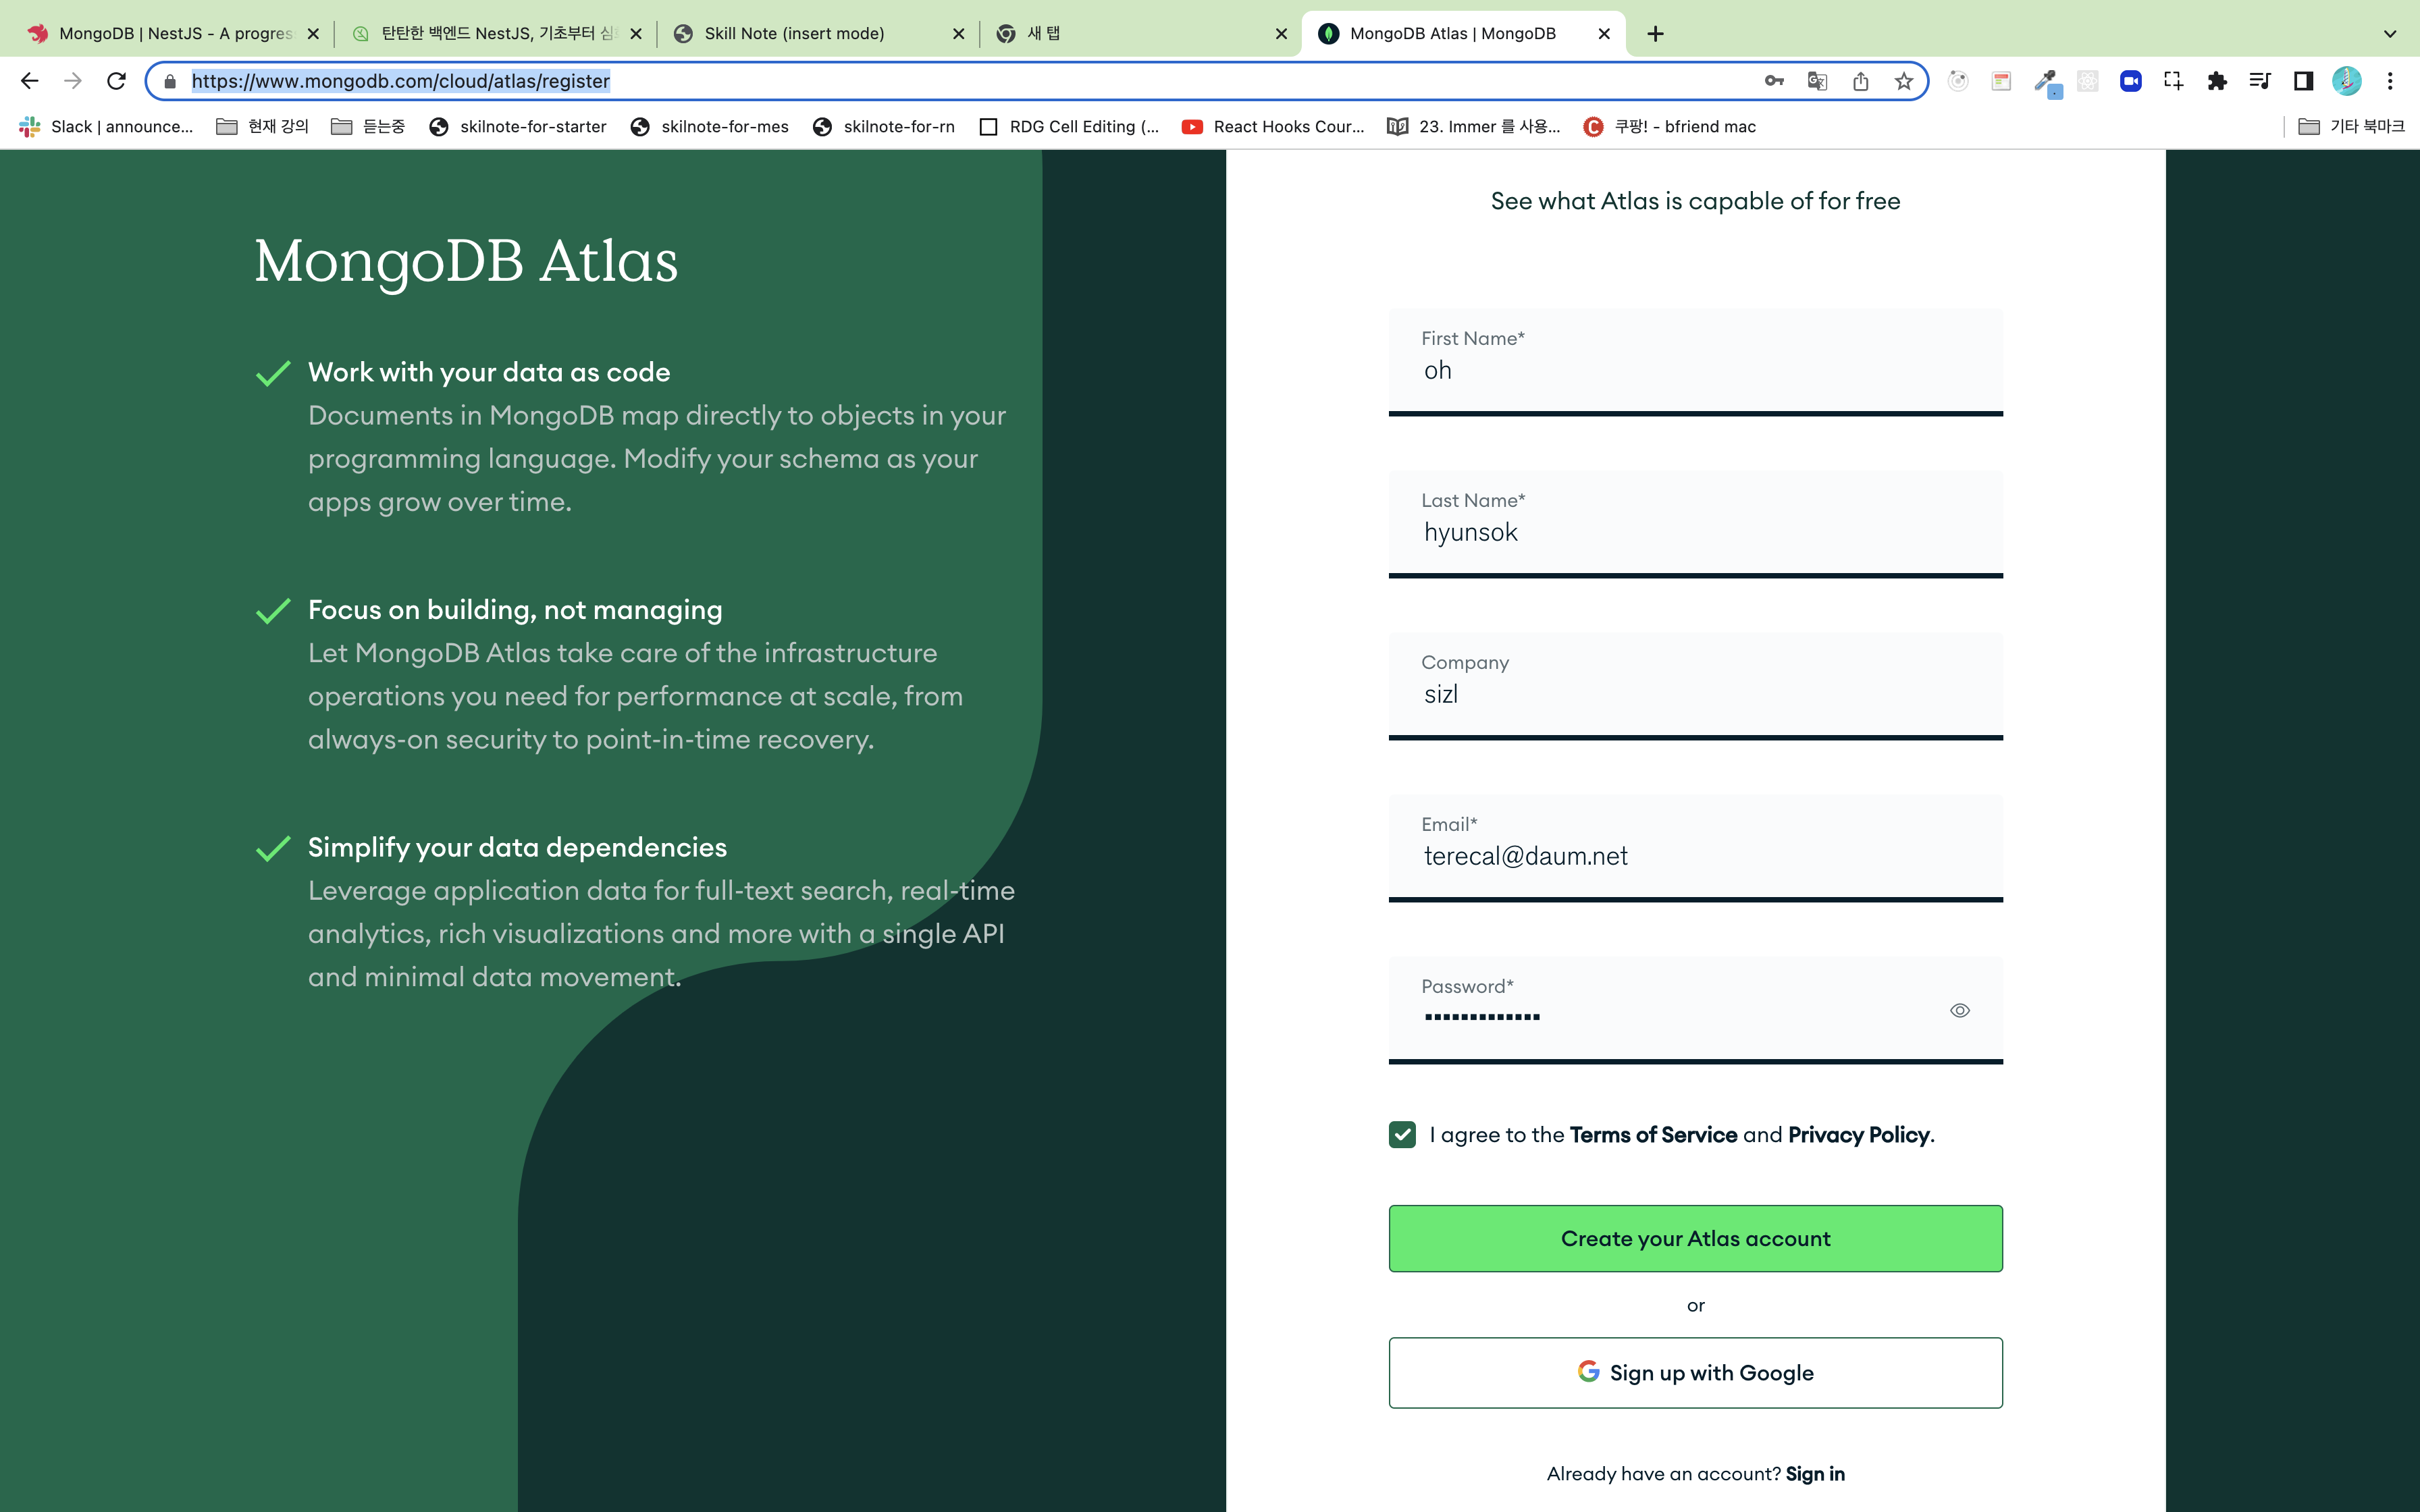 MongoDB | NestJS - A progres
탄탄한 백엔드 NestJS, 기초부터 심
Skill Note (insert mode)
새 탭
MongoDB Atlas | MongoDB
https://www.mongodb.com/cloud/atlas/register
Slack | announce...
현재 강의
듣는중
skilnote-for-starter
skilnote-for-mes
skilnote-for-rn
RDG Cell Editing (...
React Hooks Cour...
23. Immer 를 사용...
쿠팡! - bfriend mac
기타 북마크
MongoDB Atlas
Work with your data as code
Documents in MongoDB map directly to objects in your
programming language. Modify your schema as your
apps grow over time.
Focus on building, not managing
Let MongoDB Atlas take care of the infrastructure
operations you need for performance at scale, from
always-on security to point-in-time recovery.
Simplify your data dependencies
Leverage application data for full-text search, real-time
analytics, rich visualizations and more with a single API
and minimal data movement.
See what Atlas is capable of for free
First Name*
oh
Last Name*
hyunsok
Company
sizl
Email*
terecal@daum.net
Password*
I agree to the Terms of Service and Privacy Policy.
Create your Atlas account
or
Sign up with Google
Already have an account? Sign in